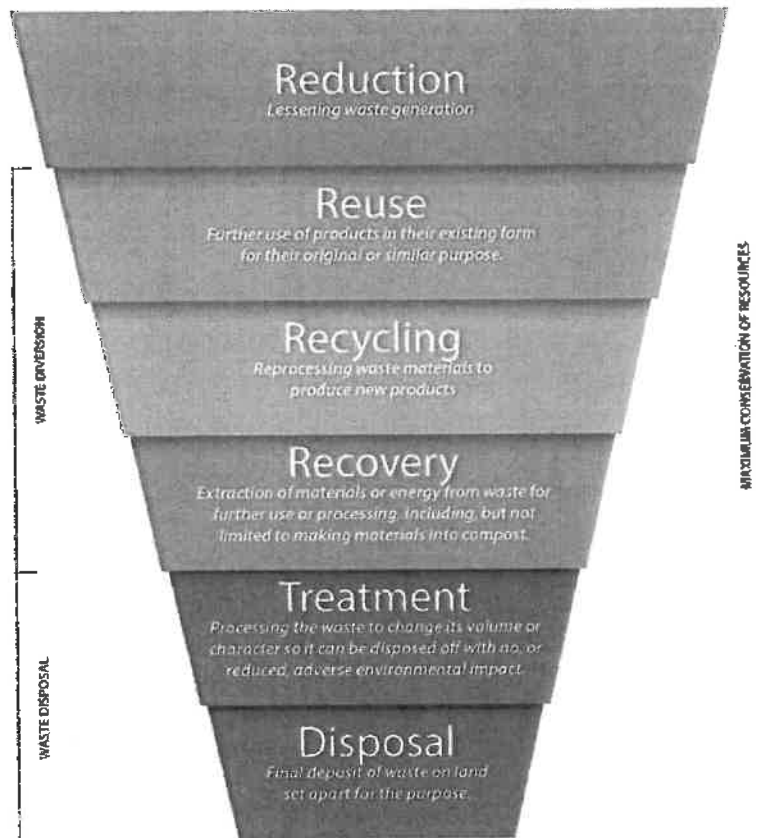 Reduction
Lessening waste generation
Reuse
Further use of products in their existing form
for their original or similar purpose.
Recycling
Reprocessing waste materials to
produce new products
Recovery
Extraction of materials or energy from waste for
further use or processing, including, but not
limited to making materials into compost.
Treatment
Processing the waste to change its volume or
character so it can be disposed off with no, or
reduced, adverse environmental impact.
Disposal
Final deposit of waste on land
set apart for the purpose.
WASTE DIVERSION
WASTE DISPOSAL
MAXIMUM CONSERVATION OF RESOURCES